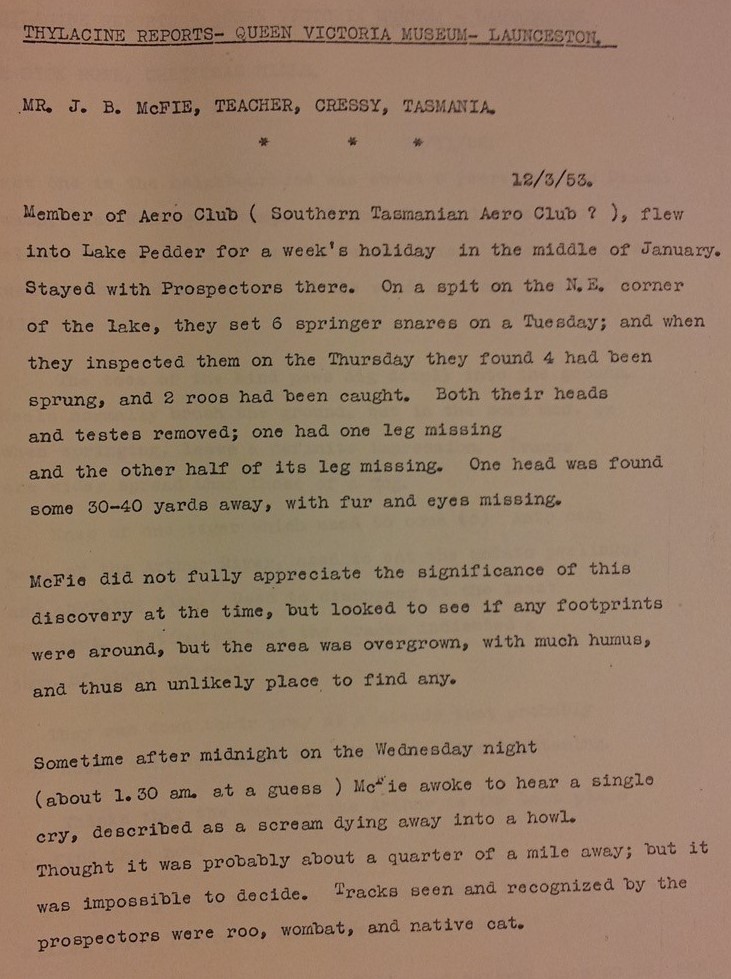 THYLACINE REPORTS- QUEEN VICTORIA MUSEUM- LAUNCESTON.
MR. J. B. McFIE, TEACHER, CRESSY, TASMANIA.
* * *
12/3/53.
Member of Aero Club ( Southern Tasmanian Aero Club ? ), flew
into Lake Pedder for a week's holiday in the middle of January.
Stayed with Prospectors there. On a spit on the N.E. corner
of the lake, they set 6 springer snares on a Tuesday; and when
they inspected them on the Thursday they found 4 had been
sprung, and 2 roos had been caught. Both their heads
and testes removed; one had one leg missing
and the other half of its leg missing. One head was found
some 30-40 yards away, with fur and eyes missing.
McFie did not fully appreciate the significance of this
discovery at the time, but looked to see if any footprints
were around, but the area was overgrown, with much humus,
and thus an unlikely place to find any.
Sometime after midnight on the Wednesday night
(about 1.30 am. at a guess ) McFie awoke to hear a single
cry, described as a scream dying away into a howl.
Thought it was probably about a quarter of a mile away; but it
was impossible to decide. Tracks seen and recognized by the
prospectors were roo, wombat, and native cat.